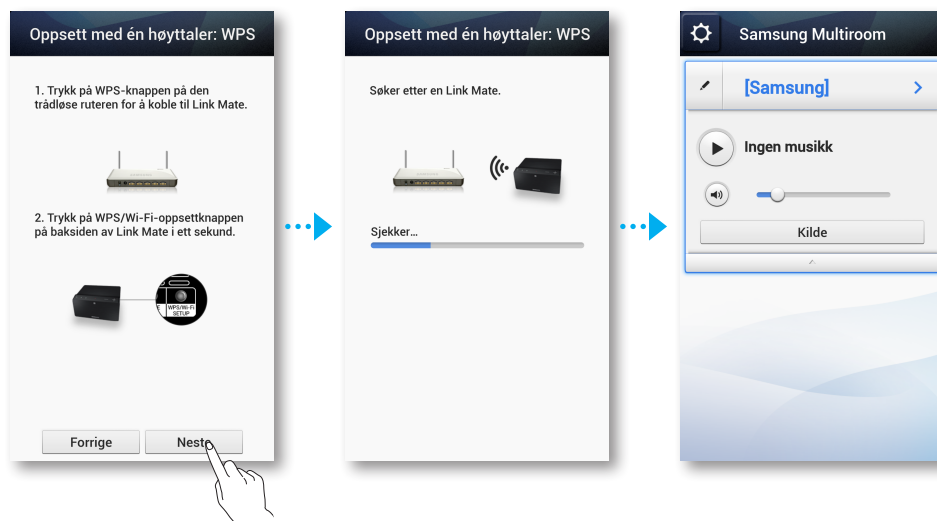 Oppsett med én høyttaler: WPS
1. Trykk på WPS-knappen på den
trådløse ruteren for å koble til Link Mate.
2. Trykk på WPS/Wi-Fi-oppsettknappen
på baksiden av Link Mate i ett sekund.
WPS/Wi-Fi
SETUP
Forrige
Neste
Oppsett med én høyttaler: WPS
Søker etter en Link Mate.
Sjekker...
Samsung Multiroom
[Samsung]
Ingen musikk
Kilde